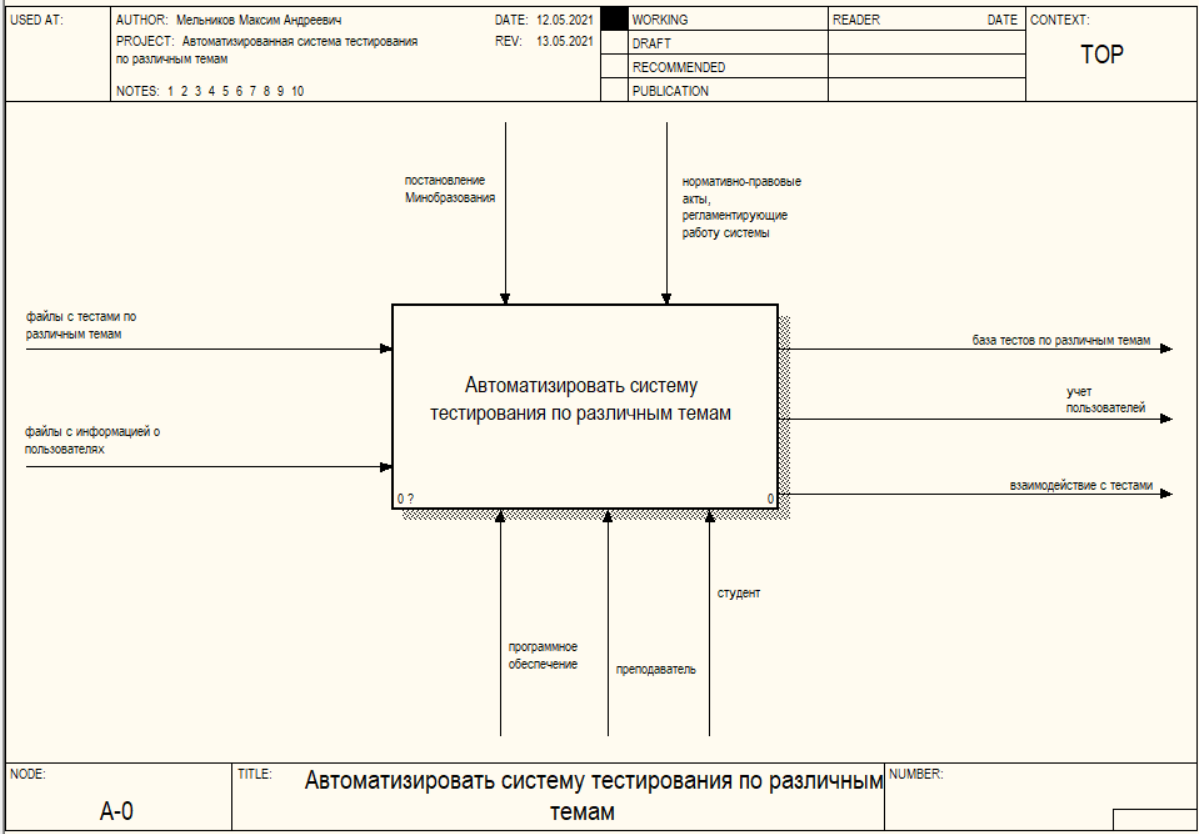 USED AT:
AUTHOR: Мельников Максим Андреевич
DATE: 12.05.2021
PROJECT: Автоматизированная система тестирования
по различным темам
REV: 13.05.2021
NOTES: 1 2 3 4 5 6 7 8 9 10
WORKING
DRAFT
RECOMMENDED
PUBLICATION
READER DATE
CONTEXT:
TOP
постановление
Минобразования
нормативно-правовые
акты,
регламентирующие
работу системы
файлы с тестами по
различным темам
файлы с информацией о
пользователях
Автоматизировать систему
тестирования по различным темам
0 ?
0
база тестов по различным темам
учет
пользователей
взаимодействие с тестами
программное
обеспечение
преподаватель
студент
NODE:
A-0
TITLE:
Автоматизировать систему тестирования по различным
темам
NUMBER: